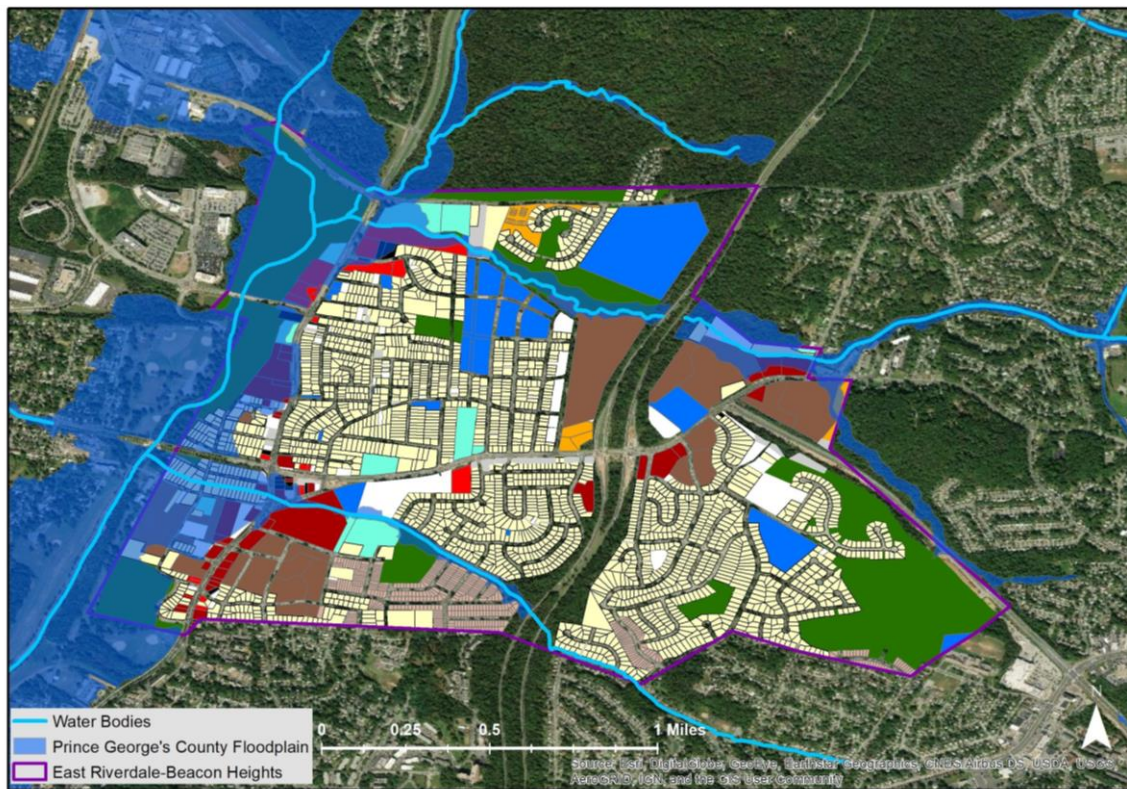 Water Bodies
Prince George's County Floodplain
East Riverdale-Beacon Heights
0 0.25 0.5 1 Miles
Source: Esri, DigitalGlobe, GeoEye, Earthstar Geographics, CNES/Airbus DS, USDA, USGS,
AeroGRID, IGN, and the GIS User Community